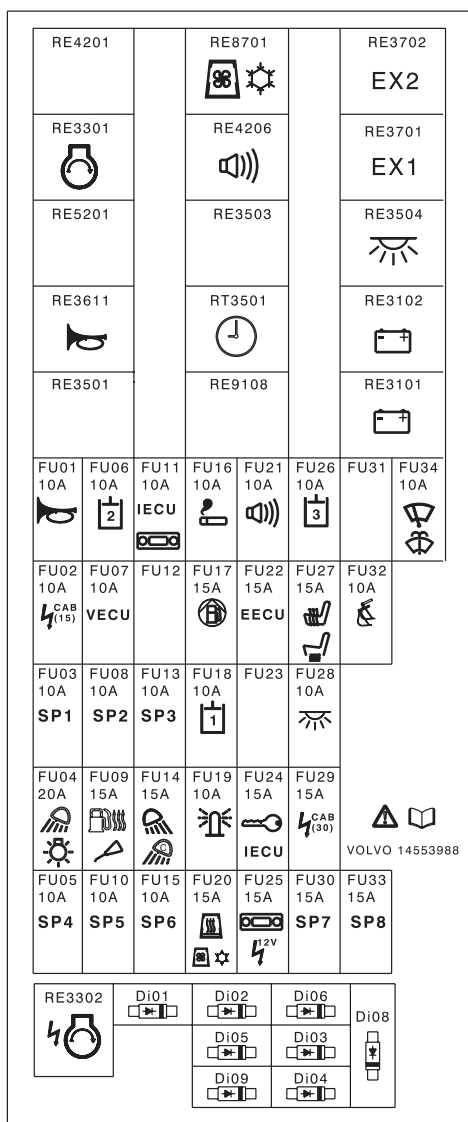 RE4201 RE8701 RE3702
EX2
RE3301 RE4206 RE3701
EX1
RE5201 RE3503 RE3504
RE3611 RT3501 RE3102
- +
RE3501 RE9108 RE3101
- +
FU01 FU06 FU11 FU16 FU21 FU26 FU31 FU34
10A 10A 10A 10A 10A 10A 10A
2 IECU 3
FU02 FU07 FU12 FU17 FU22 FU27 FU32
10A 10A 15A 15A 15A 10A
CAB (15) VECU EECU
FU03 FU08 FU13 FU18 FU23 FU28
10A 10A 10A 10A 10A
SP1 SP2 SP3 1
FU04 FU09 FU14 FU19 FU24 FU29
20A 15A 15A 10A 15A 15A
CAB (30)
C IECU VOLVO 14553988
FU05 FU10 FU15 FU20 FU25 FU30 FU33
10A 10A 10A 15A 15A 15A 15A
SP4 SP5 SP6 12V SP7 SP8
RE3302 Di01 Di02 Di06 Di08
Di05 Di03
Di09 Di04